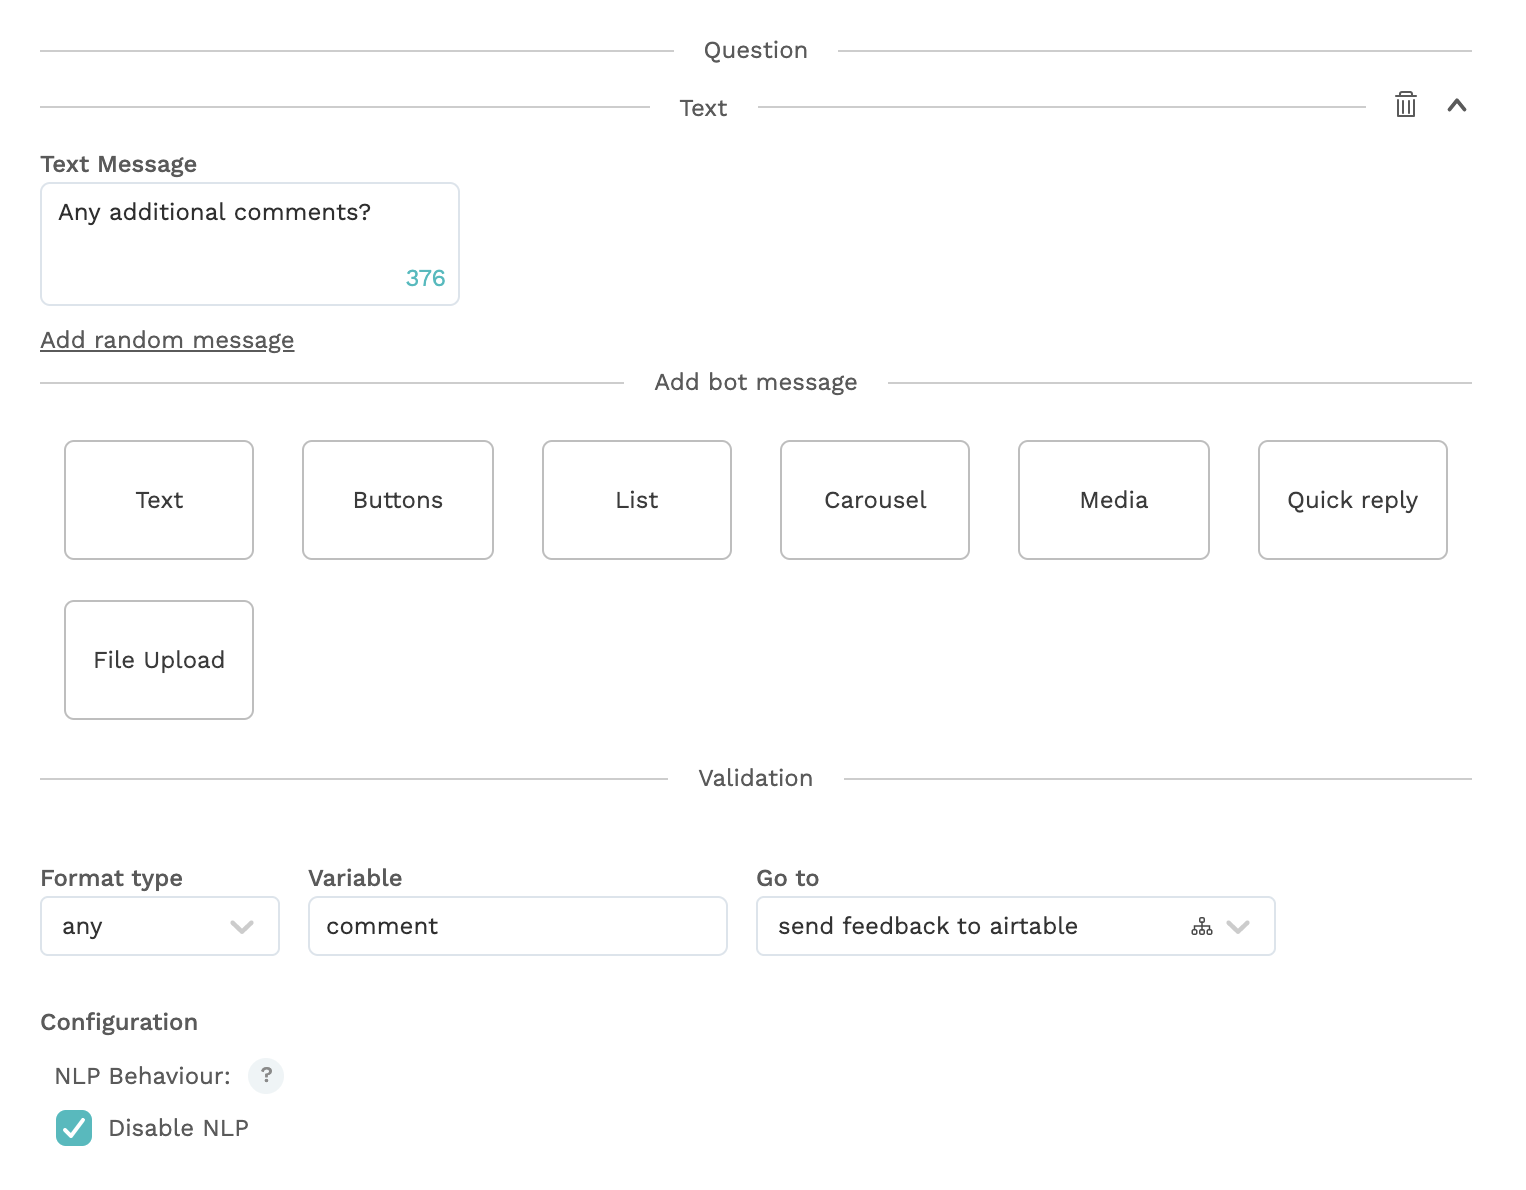 Question
Text
Text Message
Any additional comments?
376
Add random message
Add bot message
Text Buttons List Carousel Media Quick reply
File Upload
Validation
Format type Variable Go to
any comment send feedback to airtable
Configuration
NLP Behaviour: ?
Disable NLP